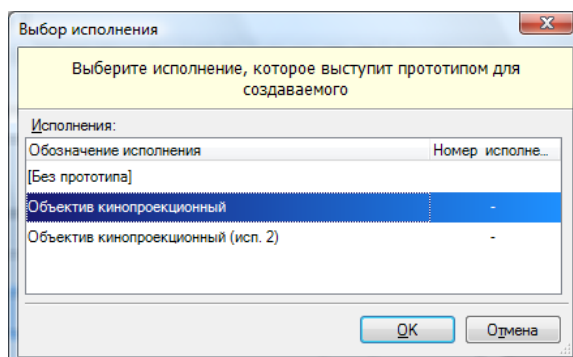 Выбор исполнения
Выберите исполнение, которое выступит прототипом для
создаваемого
Исполнения:
Обозначение исполнения Номер исполне...
[Без прототипа]
Объектив кинопроекционный -
Объектив кинопроекционный (исп. 2) -
OK Отмена